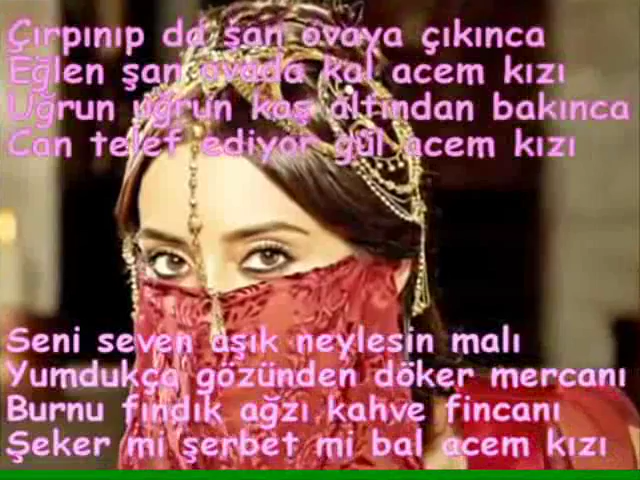 Çırpınıp da şan ovaya çıkınca
Eğlen şan ovada kal acem kızı
Uğrun uğrun kaş altından bakınca
Can telef ediyor gül acem kızı
Seni seven aşık neylesin malı
Yumdukça gözünden döker mercanı
Burnu fındık ağzı kahve fincanı
Şeker mi şerbet mi bal acem kızı